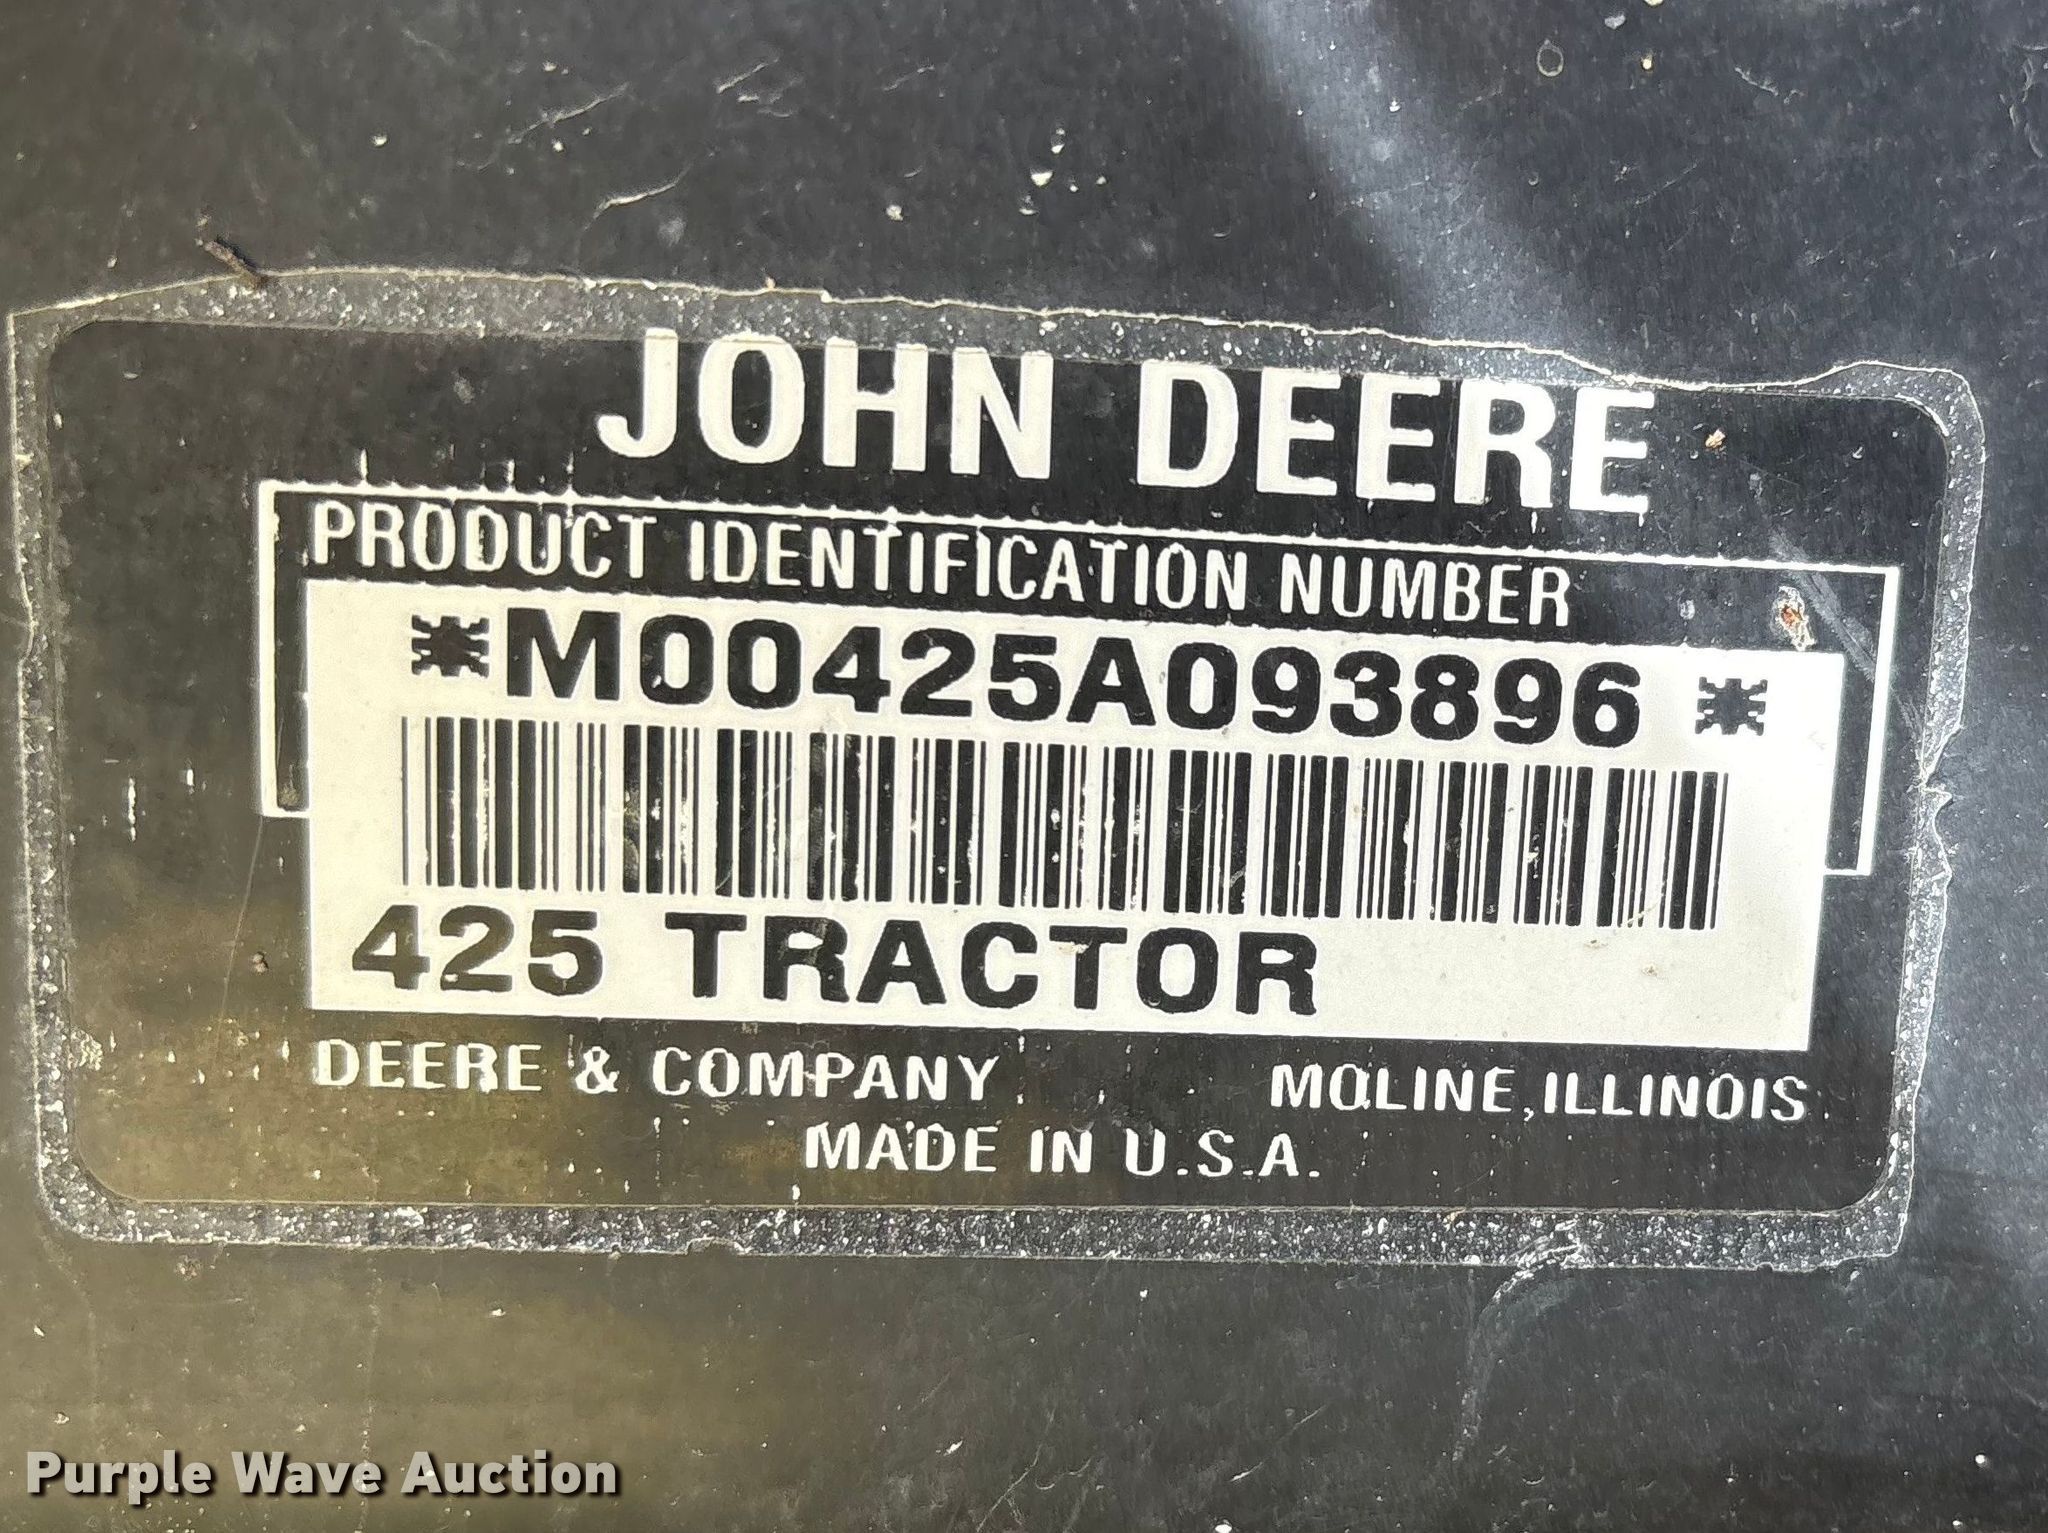 JOHN DEERE
PRODUCT IDENTIFICATION NUMBER
*M00425A093896*
425 TRACTOR
DEERE & COMPANY MOLINE, ILLINOIS
MADE IN U.S.A.
Purple Wave Auction